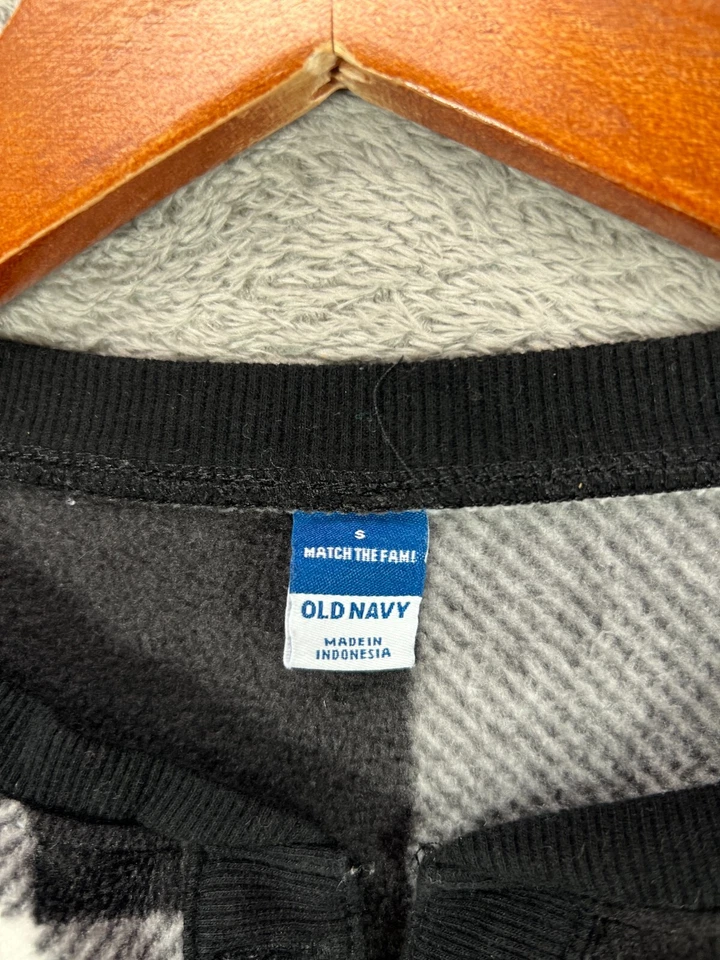 S
MATCH THE FAM!
OLD NAVY
MADE IN
INDONESIA